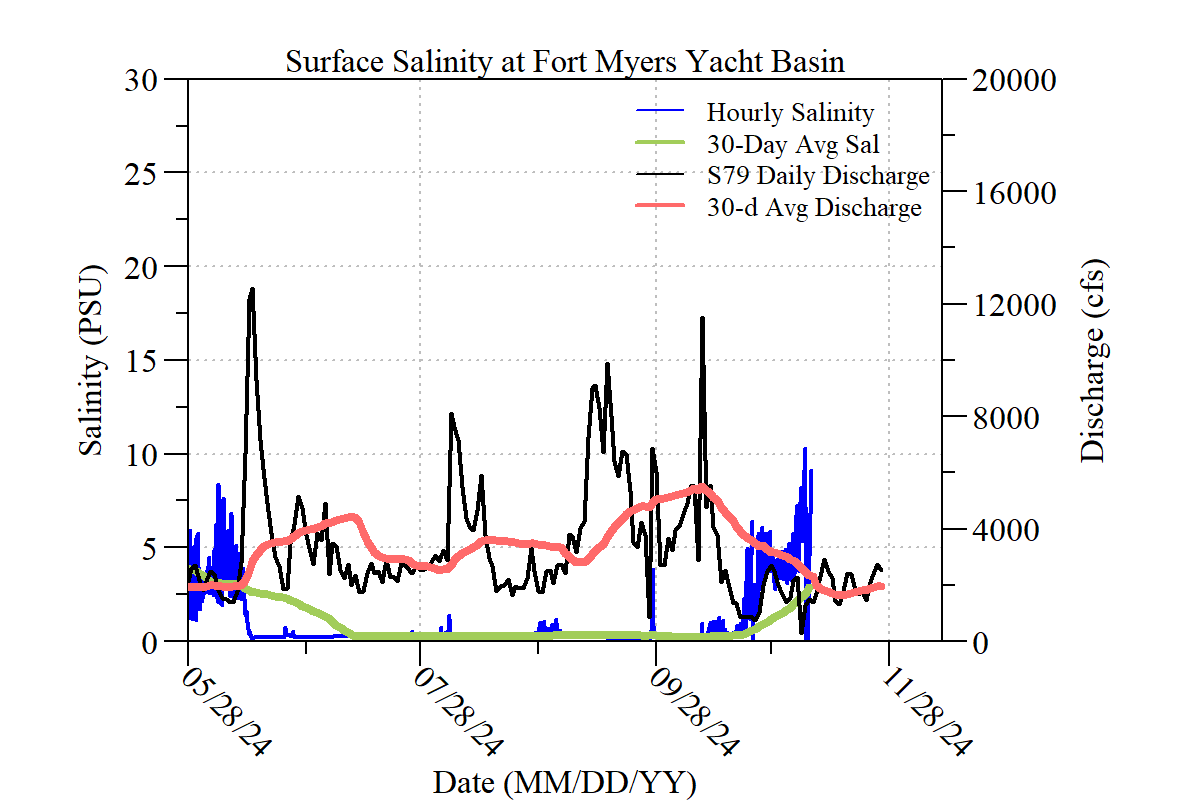 Surface Salinity at Fort Myers Yacht Basin
30
25
20
15
10
5
0
Salinity (PSU)
Hourly Salinity
30-Day Avg Sal
S79 Daily Discharge
30-d Avg Discharge
20000
16000
12000
8000
4000
0
Discharge (cfs)
05/28/24
07/28/24
09/28/24
11/28/24
Date (MM/DD/YY)